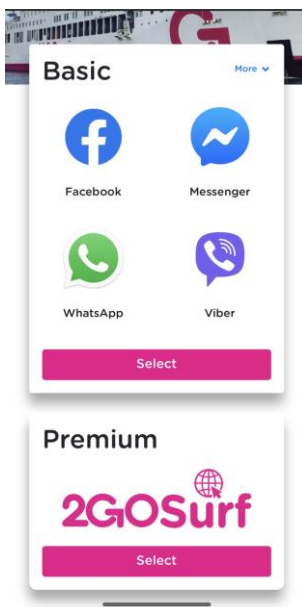 Basic
More
Facebook
Messenger
WhatsApp
Viber
Select
Premium
2GOSurf
Select